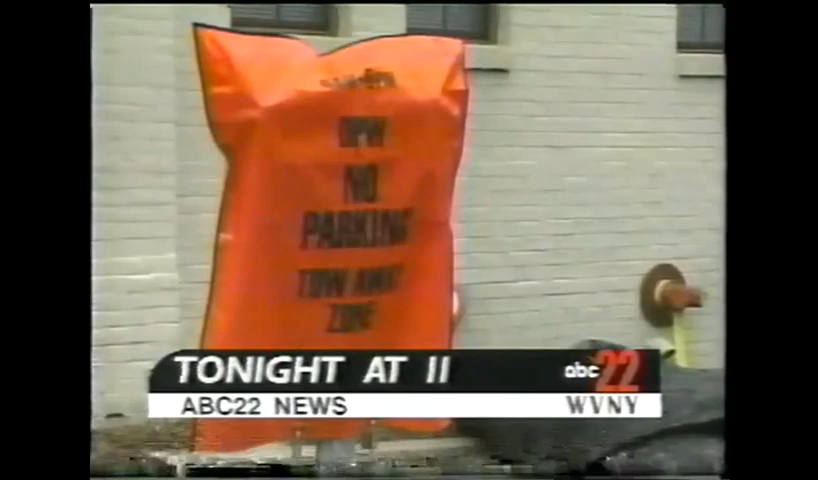 DPW
NO
PARKING
TOW AWAY
ZONE
TONIGHT AT 11
abc 22
ABC22 NEWS
WVNY